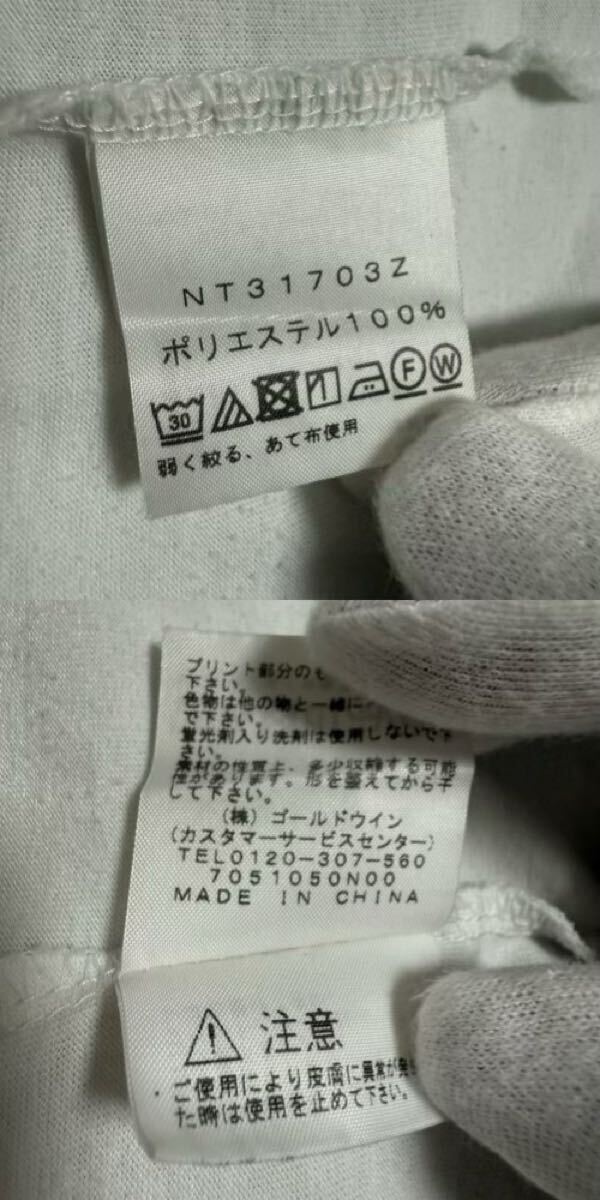 NT31703Z
ポリエステル100%
30 F W
弱く絞る、あて布使用
プリント部分の
下さい。
色物は他の物と一緒に
で下さい。
蛍光剤入り洗剤は使用しないで下
さい。
素材の性質上、多少収縮する可能
性があります。形を整えてから干
して下さい。
(株)ゴールドウイン
(カスタマーサービスセンター)
TEL0120-307-560
7051050N00
MADE IN CHINA
注意
・ご使用により皮膚に異常が発
た時は使用を止めて下さい。